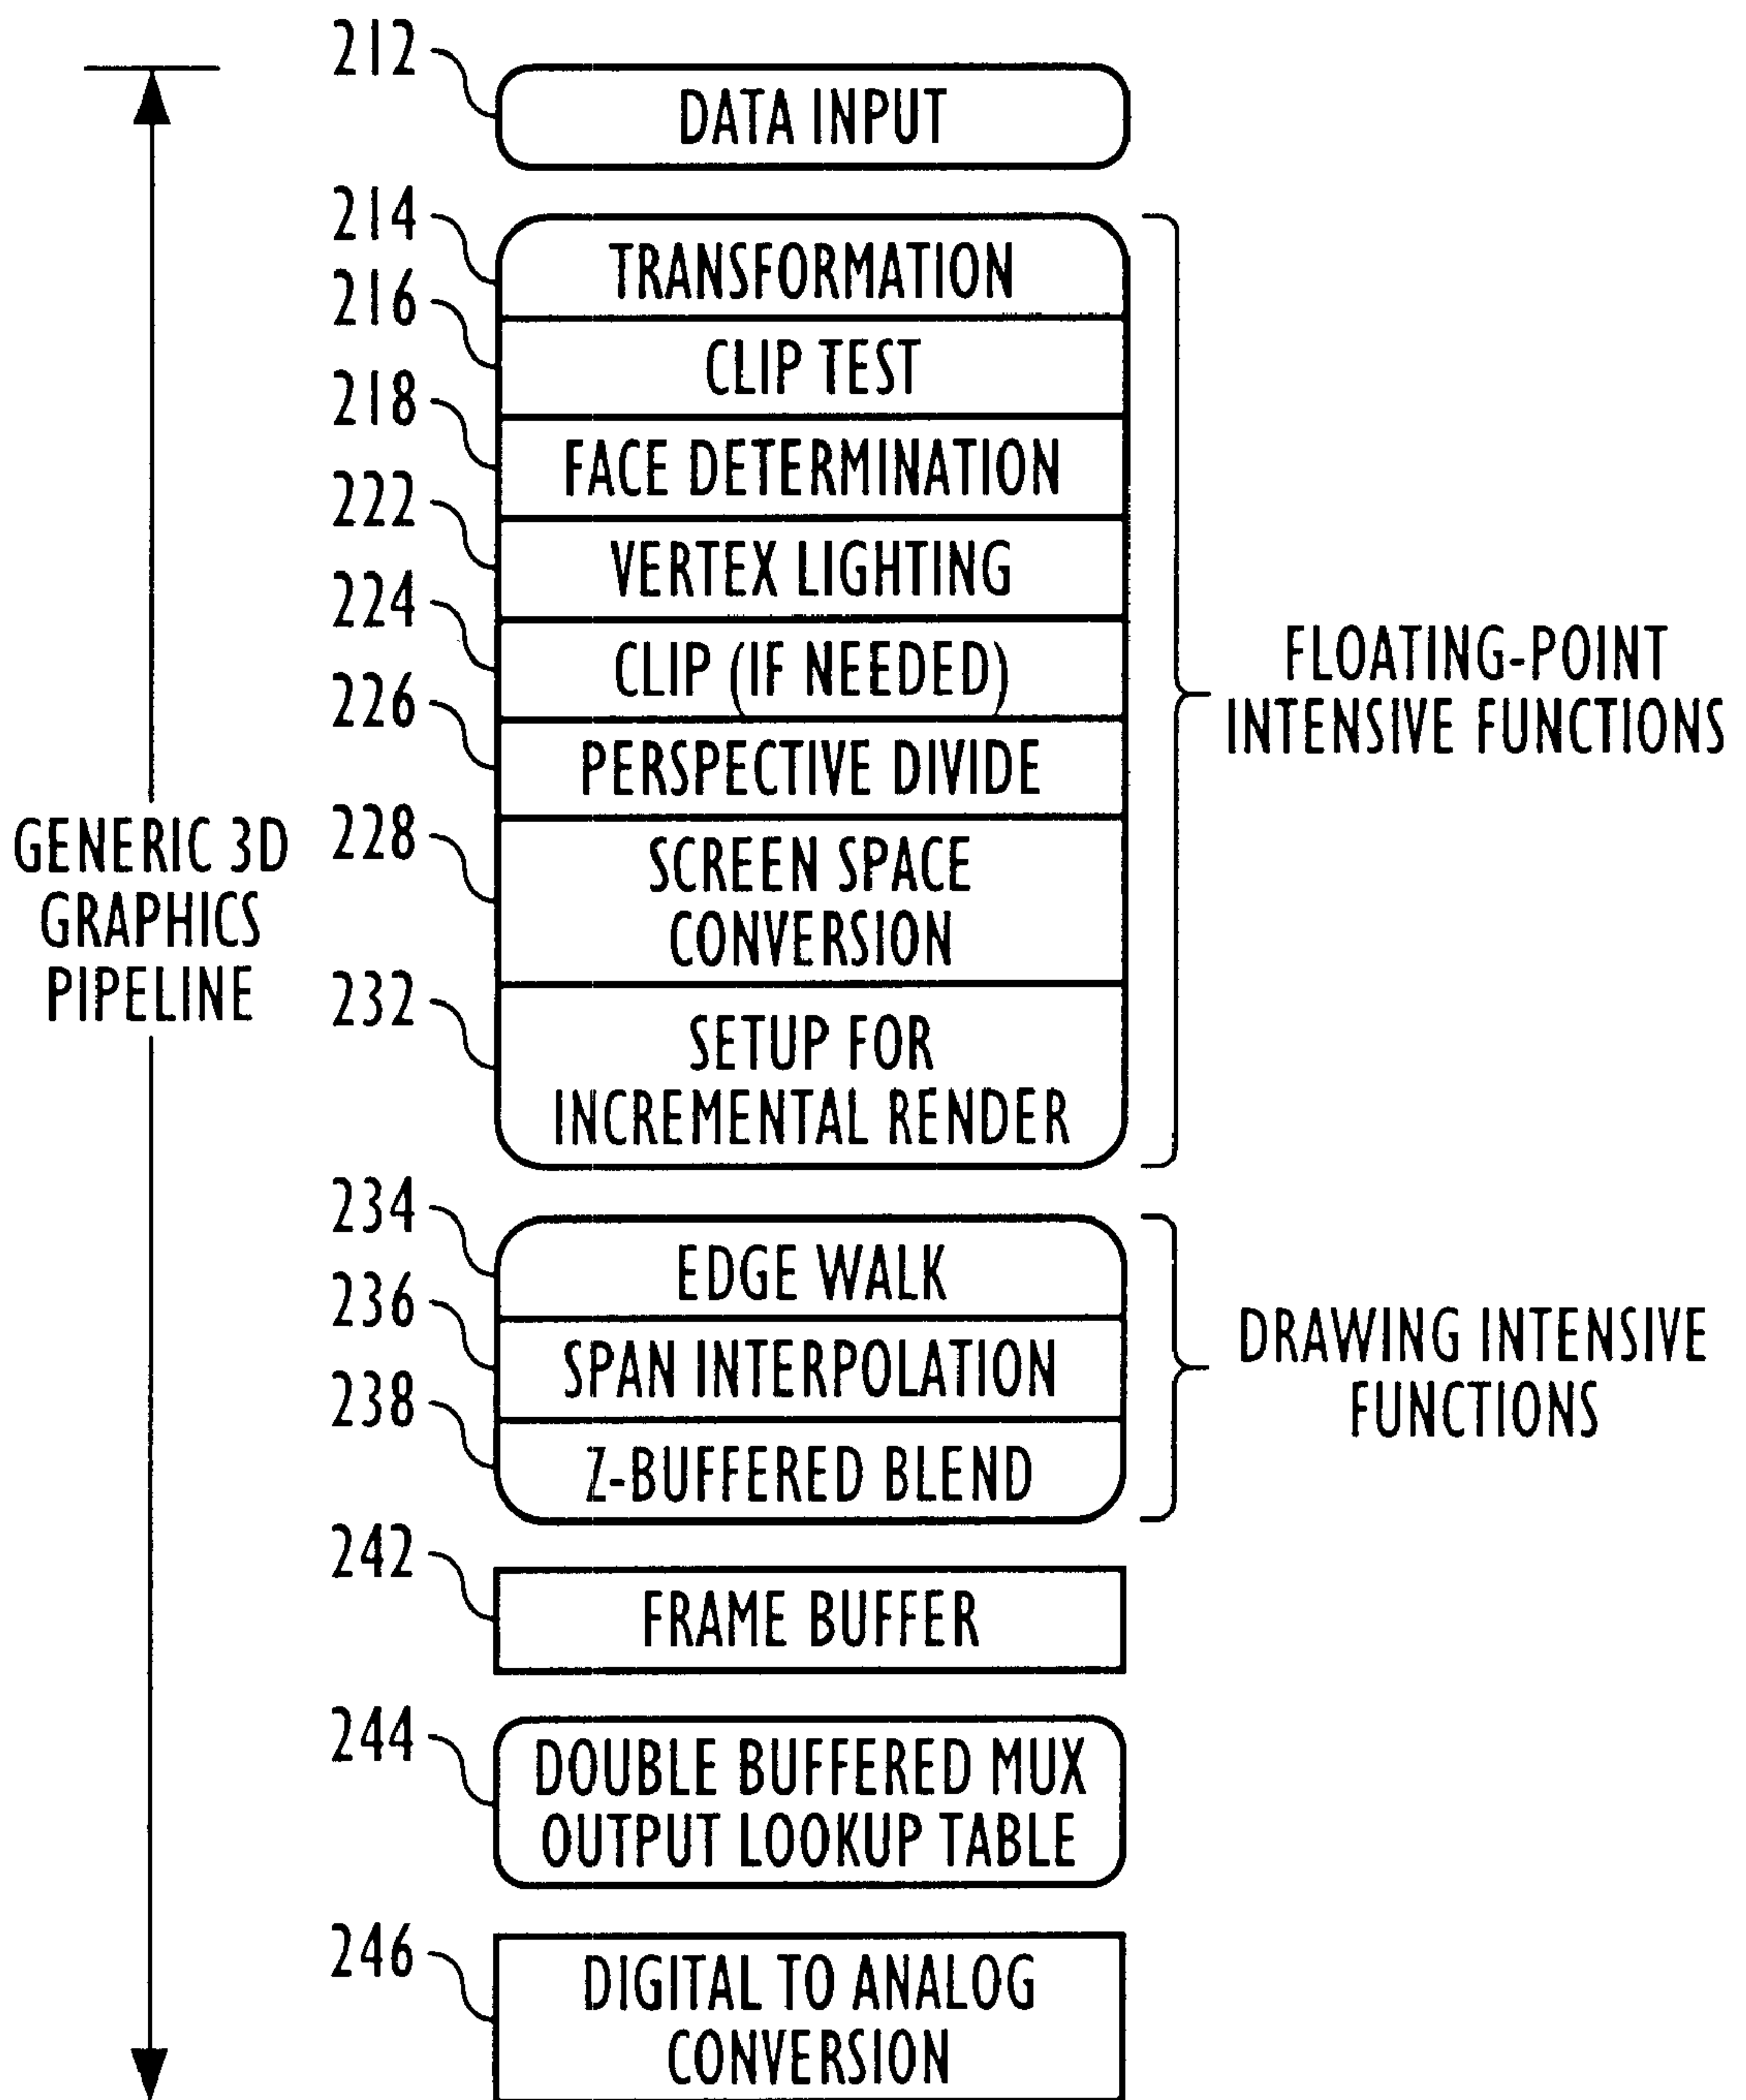 212
DATA INPUT
214
TRANSFORMATION
216
CLIP TEST
218
FACE DETERMINATION
222
VERTEX LIGHTING
224
CLIP (IF NEEDED)
226
PERSPECTIVE DIVIDE
228
SCREEN SPACE
CONVERSION
232
SETUP FOR
INCREMENTAL RENDER
FLOATING-POINT
INTENSIVE FUNCTIONS
GENERIC 3D
GRAPHICS
PIPELINE
234
EDGE WALK
236
SPAN INTERPOLATION
238
Z-BUFFERED BLEND
DRAWING INTENSIVE
FUNCTIONS
242
FRAME BUFFER
244
DOUBLE BUFFERED MUX
OUTPUT LOOKUP TABLE
246
DIGITAL TO ANALOG
CONVERSION